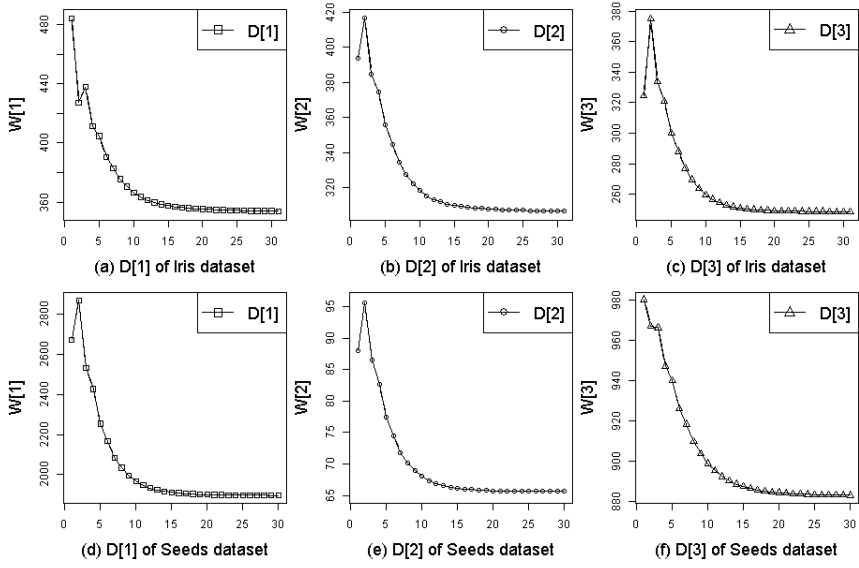 W[1]
360 400 440 480
D[1]
0 5 10 15 20 25 30
(a) D[1] of Iris dataset
W[2]
320 340 360 380 400 420
D[2]
0 5 10 15 20 25 30
(b) D[2] of Iris dataset
W[3]
260 280 300 320 340 360 380
D[3]
0 5 10 15 20 25 30
(c) D[3] of Iris dataset
W[1]
2000 2200 2400 2600 2800
D[1]
0 5 10 15 20 25 30
(d) D[1] of Seeds dataset
W[2]
65 70 75 80 85 90 95
D[2]
0 5 10 15 20 25 30
(e) D[2] of Seeds dataset
W[3]
880 900 920 940 960 980
D[3]
0 5 10 15 20 25 30
(f) D[3] of Seeds dataset